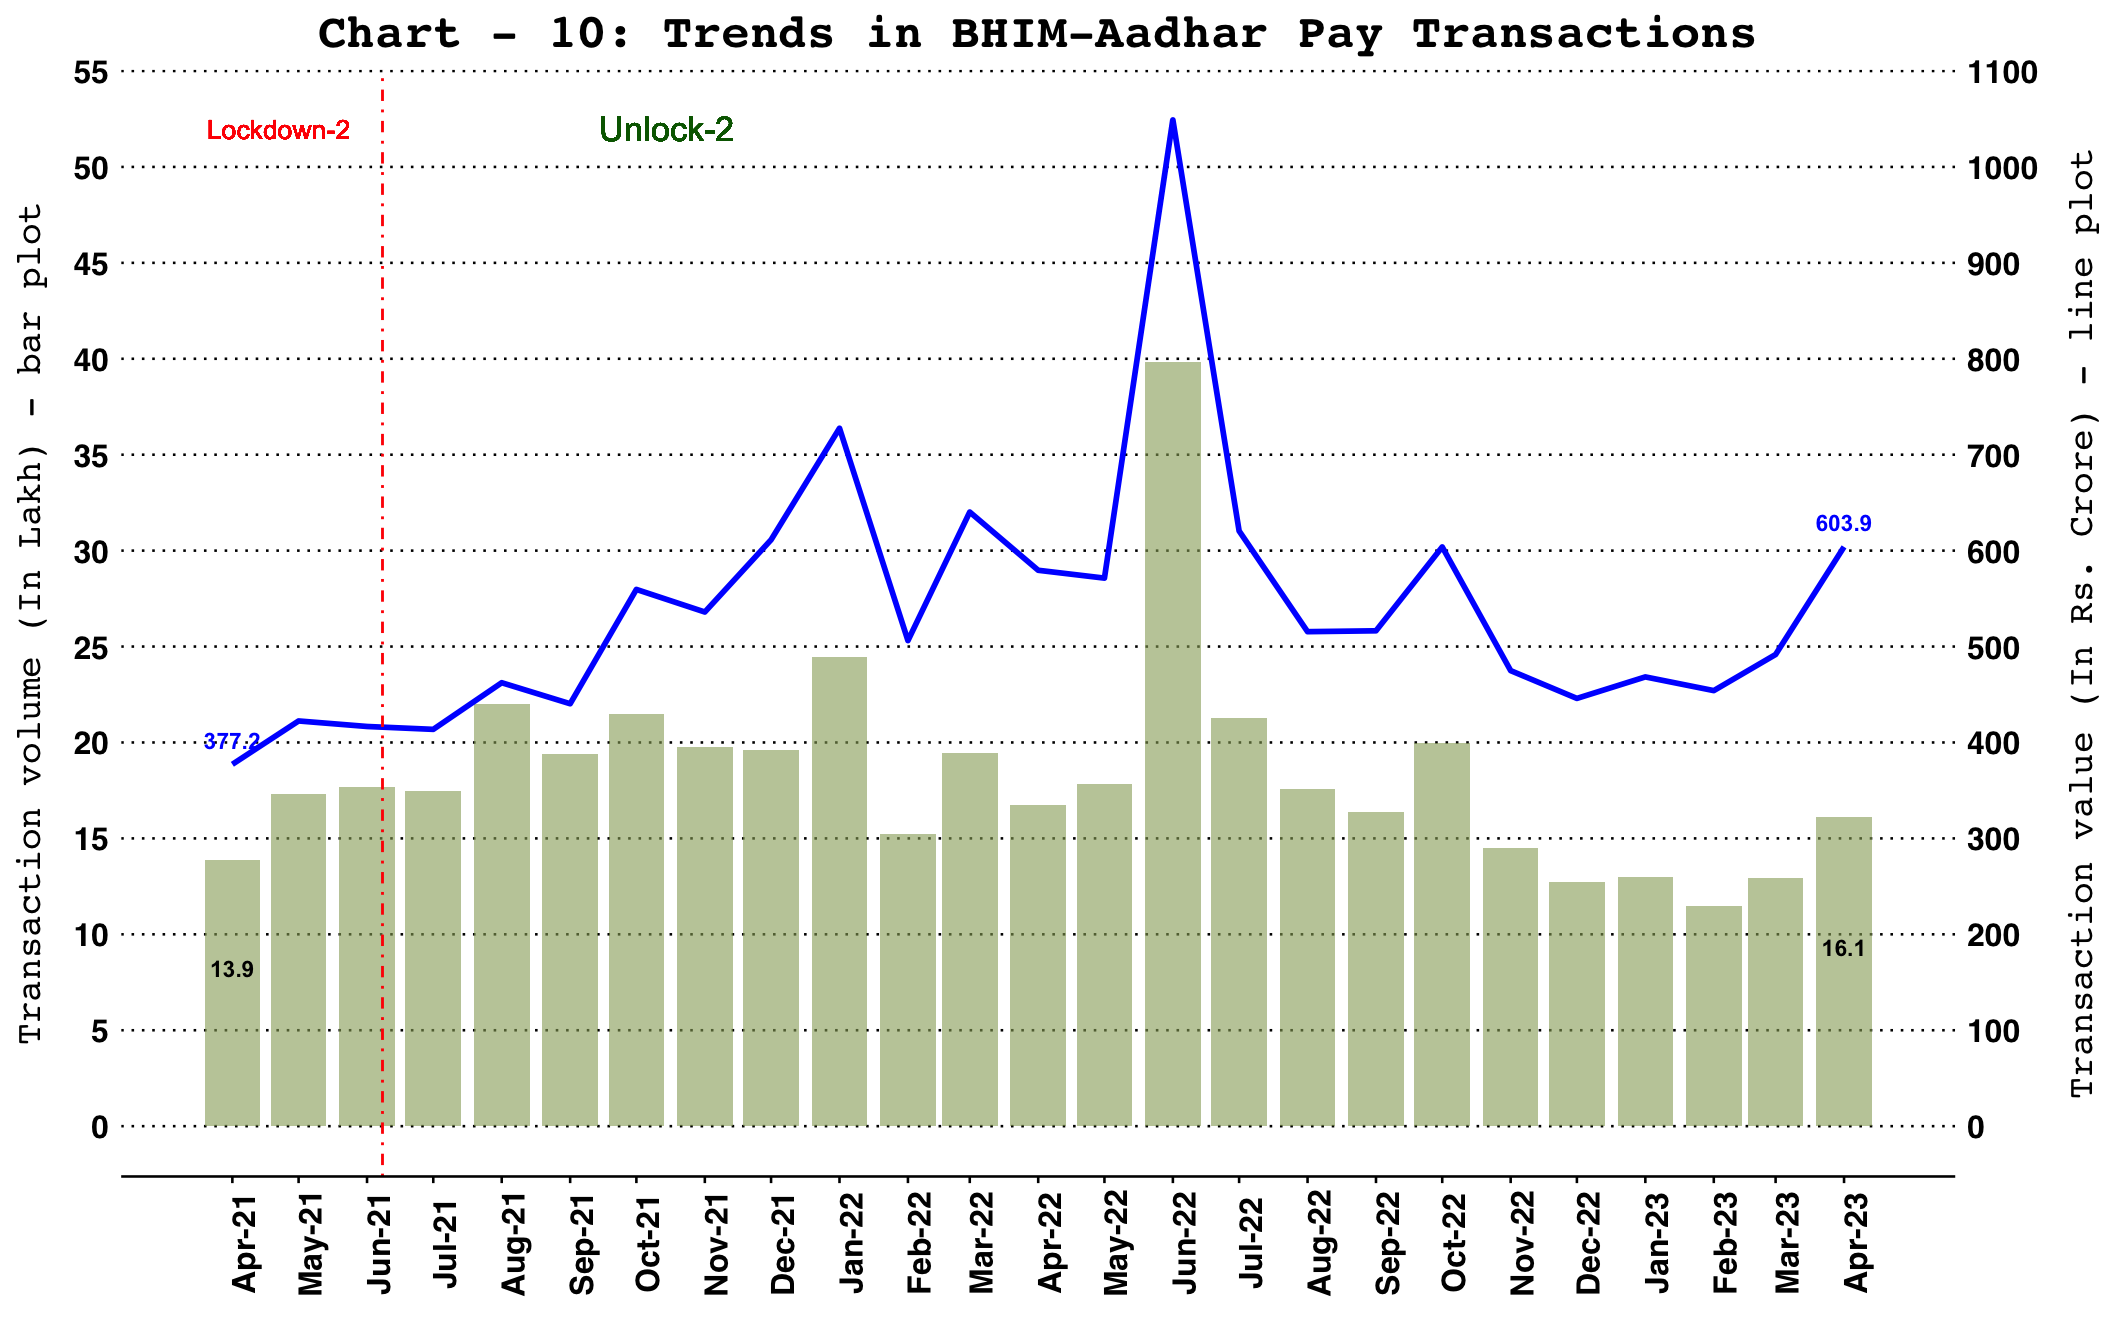 Chart - 10: Trends in BHIM-Aadhar Pay Transactions
Transaction volume (In Lakh) - bar plot
55
50
45
40
35
30
25
20
15
10
5
0
Lockdown-2
Unlock-2
377.2
603.9
13.9
16.1
1100
1000
900
800
700
600
500
400
300
200
100
0
Transaction value (In Rs. Crore) - line plot
Apr-21
May-21
Jun-21
Jul-21
Aug-21
Sep-21
Oct-21
Nov-21
Dec-21
Jan-22
Feb-22
Mar-22
Apr-22
May-22
Jun-22
Jul-22
Aug-22
Sep-22
Oct-22
Nov-22
Dec-22
Jan-23
Feb-23
Mar-23
Apr-23